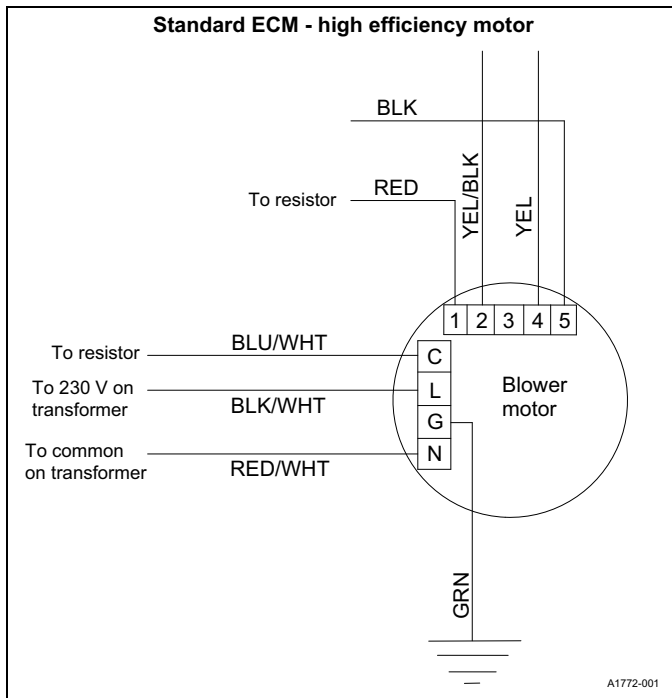 Standard ECM - high efficiency motor
BLK
To resistor
RED
YEL/BLK
YEL
1 2 3 4 5
To resistor
BLU/WHT
C
To 230 V on
transformer
BLK/WHT
L
Blower
motor
G
To common
on transformer
RED/WHT
N
GRN
A1772-001